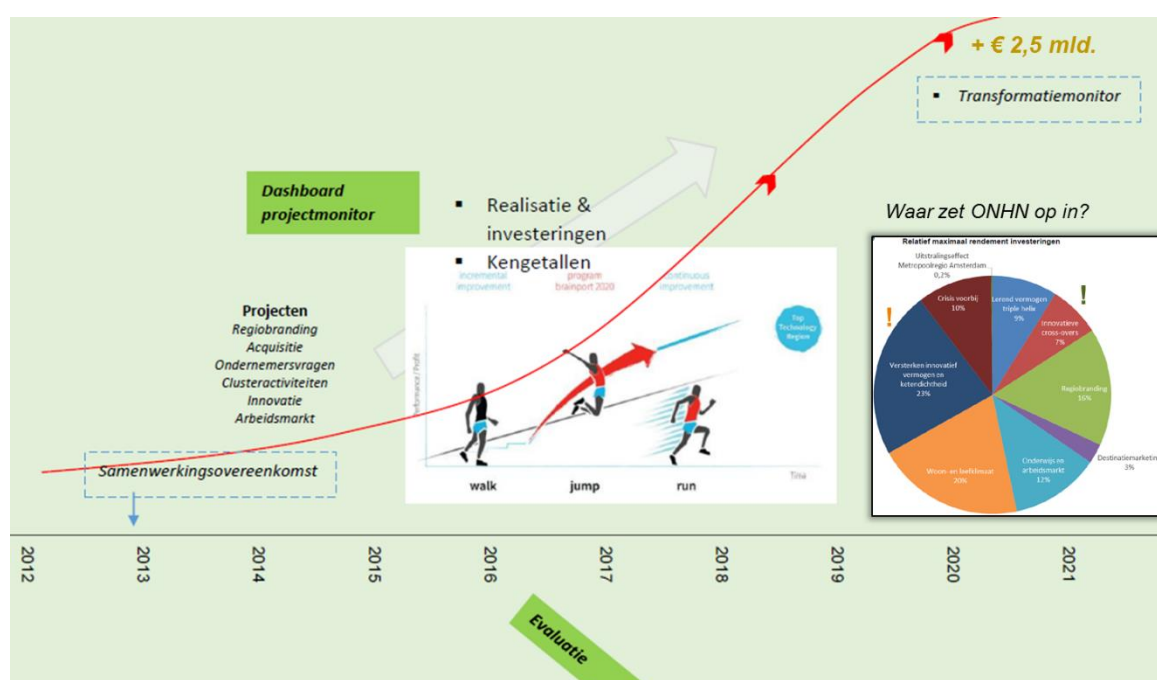 + € 2,5 mld.
▪ Transformatiemonitor
Dashboard
projectmonitor
▪ Realisatie &
investeringen
▪ Kengetallen
Waar zet ONHN op in?
Relatief maximaal rendement investeringen
Uitstralingseffect
Metropoolregio Amsterdam
0,2%
Crisis voorbij
10%
Lerend vermogen
triple helix
9%
!
!
Innovatieve
cross-overs
7%
Versterken innovatief
vermogen en
ketendichtheid
23%
Regiobranding
16%
Destinatiemarketin
3%
Onderwijs en
arbeidsmarkt
12%
Woon- en leefklimaat
20%
incremental
improvement
program
brainport 2020
continuous
improvement
Top
Technology
Region
Performance / Profit
Time
walk
jump
run
Projecten
Regiobranding
Acquisitie
Ondernemersvragen
Clusteractiviteiten
Innovatie
Arbeidsmarkt
Samenwerkingsovereenkomst
2012
2013
2014
2015
2016
2017
2018
2019
2020
2021
Evaluatie